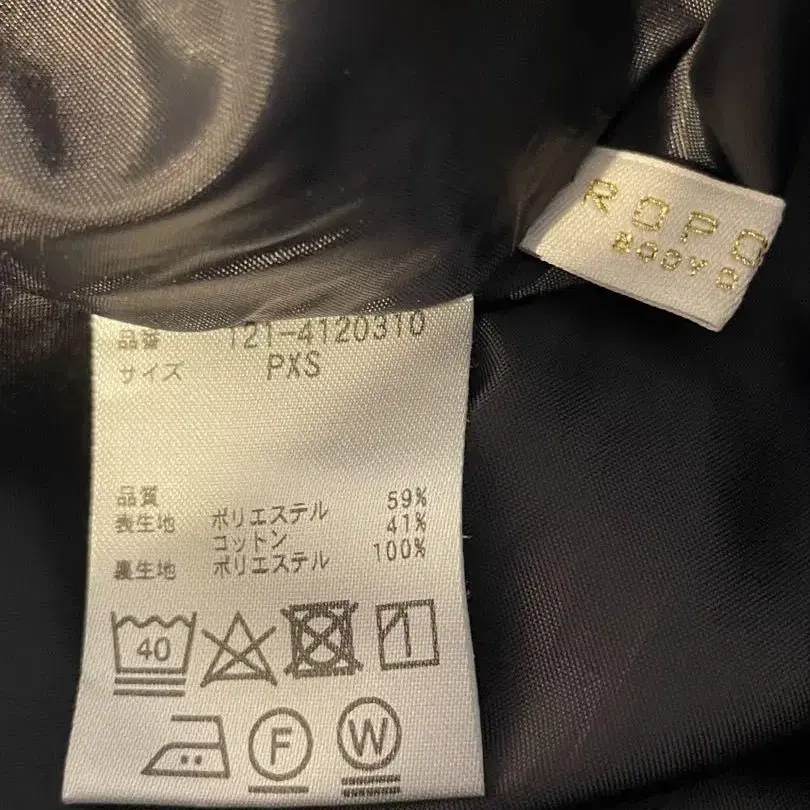 ROPO
BODY D
品番 121-4120310
サイズ PXS
品質
表生地 ポリエステル 59%
コットン 41%
裏生地 ポリエステル 100%
40
F
W